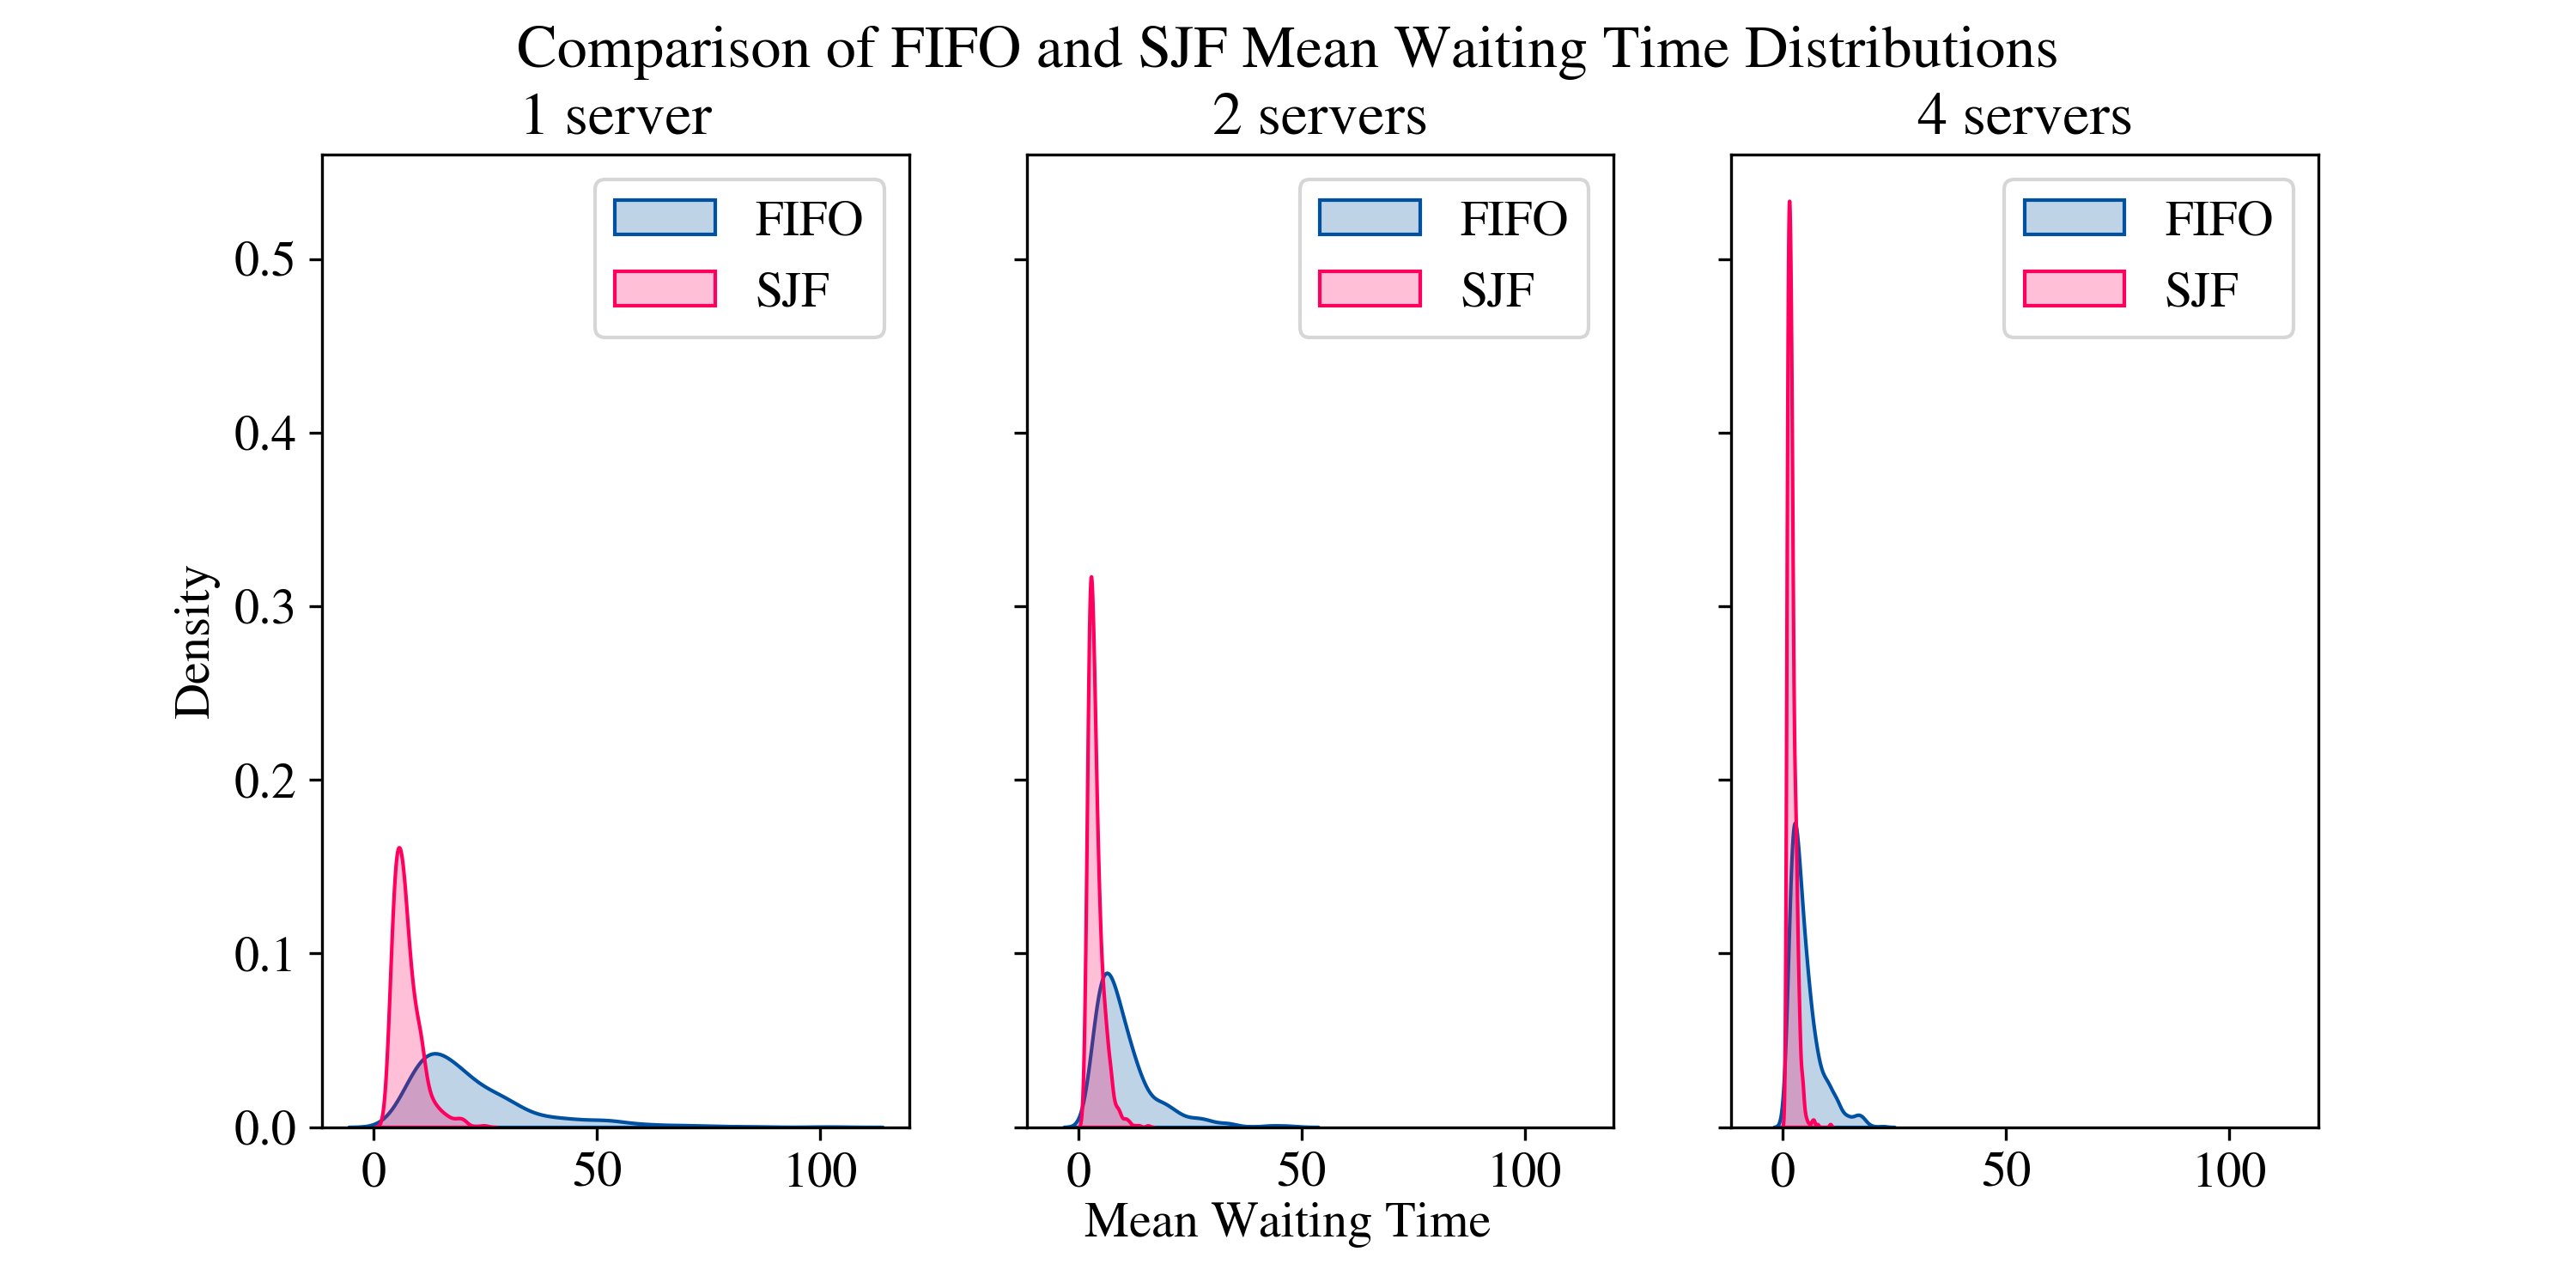 Comparison of FIFO and SJF Mean Waiting Time Distributions
1 server
2 servers
4 servers
FIFO
SJF
FIFO
SJF
FIFO
SJF
Density
0.5
0.4
0.3
0.2
0.1
0.0
0 50 100
0 50 100
0 50 100
Mean Waiting Time